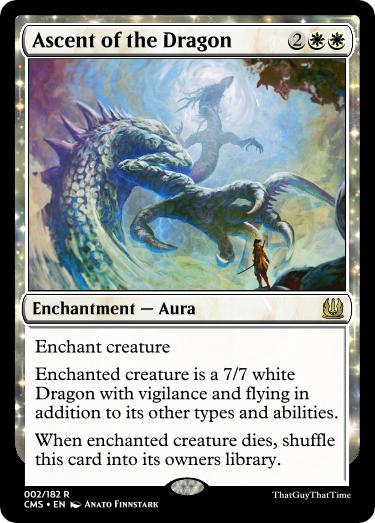 Ascent of the Dragon 2
Enchantment — Aura
Enchant creature
Enchanted creature is a 7/7 white
Dragon with vigilance and flying in
addition to its other types and abilities.
When enchanted creature dies, shuffle
this card into its owners library.
002/182 R
CMS • EN Anato Finnstark
ThatGuyThatTime